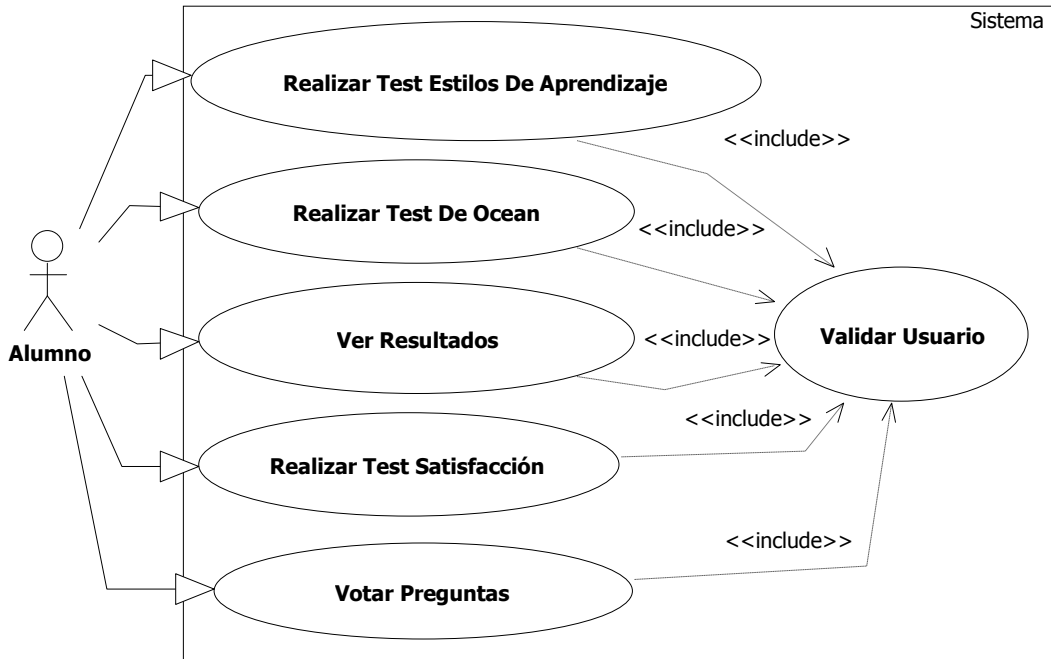 Sistema
Realizar Test Estilos De Aprendizaje
<<include>>
Realizar Test De Ocean
<<include>>
Alumno
Ver Resultados
<<include>>
Validar Usuario
<<include>>
Realizar Test Satisfacción
<<include>>
Votar Preguntas